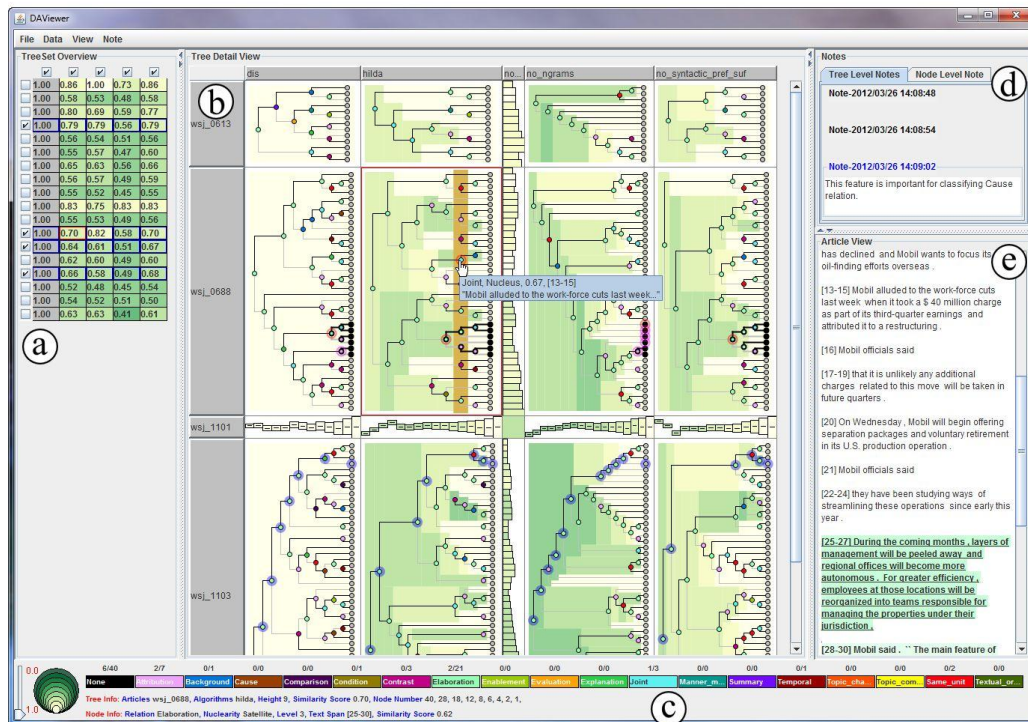 DAViewer
File Data View Note
TreeSet Overview
1.00 0.86 1.00 0.73 0.86
1.00 0.58 0.53 0.48 0.58
1.00 0.80 0.69 0.59 0.77
1.00 0.79 0.79 0.56 0.79
1.00 0.56 0.54 0.51 0.56
1.00 0.55 0.57 0.47 0.60
1.00 0.65 0.63 0.56 0.66
1.00 0.56 0.57 0.49 0.59
1.00 0.55 0.52 0.45 0.55
1.00 0.83 0.75 0.83 0.83
1.00 0.55 0.53 0.49 0.56
1.00 0.70 0.82 0.58 0.70
1.00 0.64 0.61 0.51 0.67
1.00 0.62 0.60 0.49 0.60
1.00 0.66 0.58 0.49 0.68
1.00 0.52 0.48 0.45 0.54
1.00 0.54 0.52 0.51 0.50
1.00 0.63 0.63 0.41 0.61
a
Tree Detail View
dis hilda no... no_ngrams no_syntactic_pref_suf
b
wsj_0613
wsj_0688
Joint, Nucleus, 0.67, [13-15]
"Mobil alluded to the work-force cuts last week..."
wsj_1101
wsj_1103
Notes
Tree Level Notes Node Level Note
d
Note-2012/03/26 14:08:48
Note-2012/03/26 14:08:54
Note-2012/03/26 14:09:02
This feature is important for classifying Cause
relation.
Article View
e
has declined and Mobil wants to focus its
oil-finding efforts overseas .
[13-15] Mobil alluded to the work-force cuts
last week when it took a $ 40 million charge
as part of its third-quarter earnings and
attributed it to a restructuring .
[16] Mobil officials said
[17-19] that it is unlikely any additional
charges related to this move will be taken in
future quarters .
[20] On Wednesday , Mobil will begin offering
separation packages and voluntary retirement
in its U.S. production operation .
[21] Mobil officials said
[22-24] they have been studying ways of
streamlining these operations since early this
year .
[25-27] During the coming months , layers of
management will be peeled away and
regional offices will become more
autonomous . For greater efficiency ,
employees at those locations will be
reorganized into teams responsible for
managing the properties under their
jurisdiction .
[28-30] Mobil said . `` The main feature of
0.0 6/40 2/7 0/1 0/0 0/0 0/1 2/21 0/0 0/0 0/0 1/3 0/0 0/0 0/1 0/0 0/0 0/2 0/0
None Attribution Background Cause Comparison Condition Contrast Elaboration Enablement Evaluation Explanation Joint Manner_m... Summary Temporal Topic_cha... Topic_com... Same_unit Textual_or...
1.0
Tree Info: Articles wsj_0688, Algorithms hilda, Height 9, Similarity Score 0.70, Node Number 40, 28, 18, 12, 8, 6, 4, 2, 1,
Node Info: Relation Elaboration, Nuclearity Satellite, Level 3, Text Span [25-30], Similarity Score 0.62
c